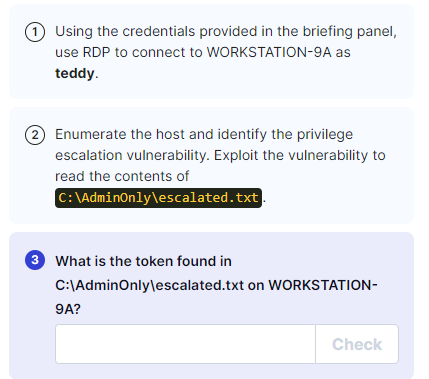 1 Using the credentials provided in the briefing panel,
use RDP to connect to WORKSTATION-9A as
teddy.
2 Enumerate the host and identify the privilege
escalation vulnerability. Exploit the vulnerability to
read the contents of
C:\AdminOnly\escalated.txt.
3 What is the token found in
C:\AdminOnly\escalated.txt on WORKSTATION-
9A?
Check